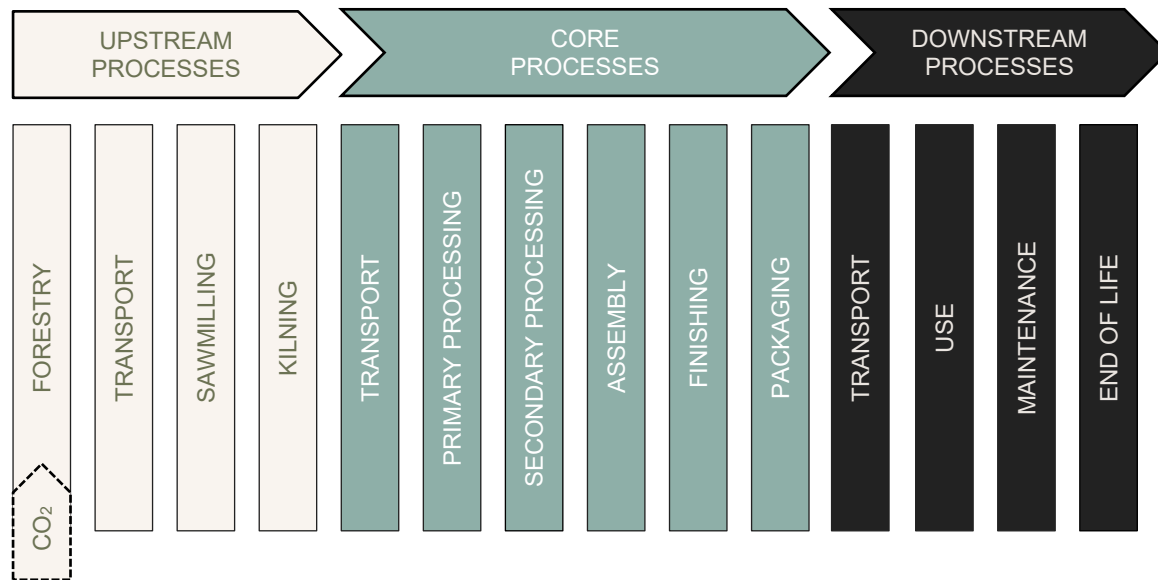 UPSTREAM
PROCESSES
CORE
PROCESSES
DOWNSTREAM
PROCESSES
FORESTRY
CO₂
TRANSPORT
SAWMILLING
KILNING
TRANSPORT
PRIMARY PROCESSING
SECONDARY PROCESSING
ASSEMBLY
FINISHING
PACKAGING
TRANSPORT
USE
MAINTENANCE
END OF LIFE